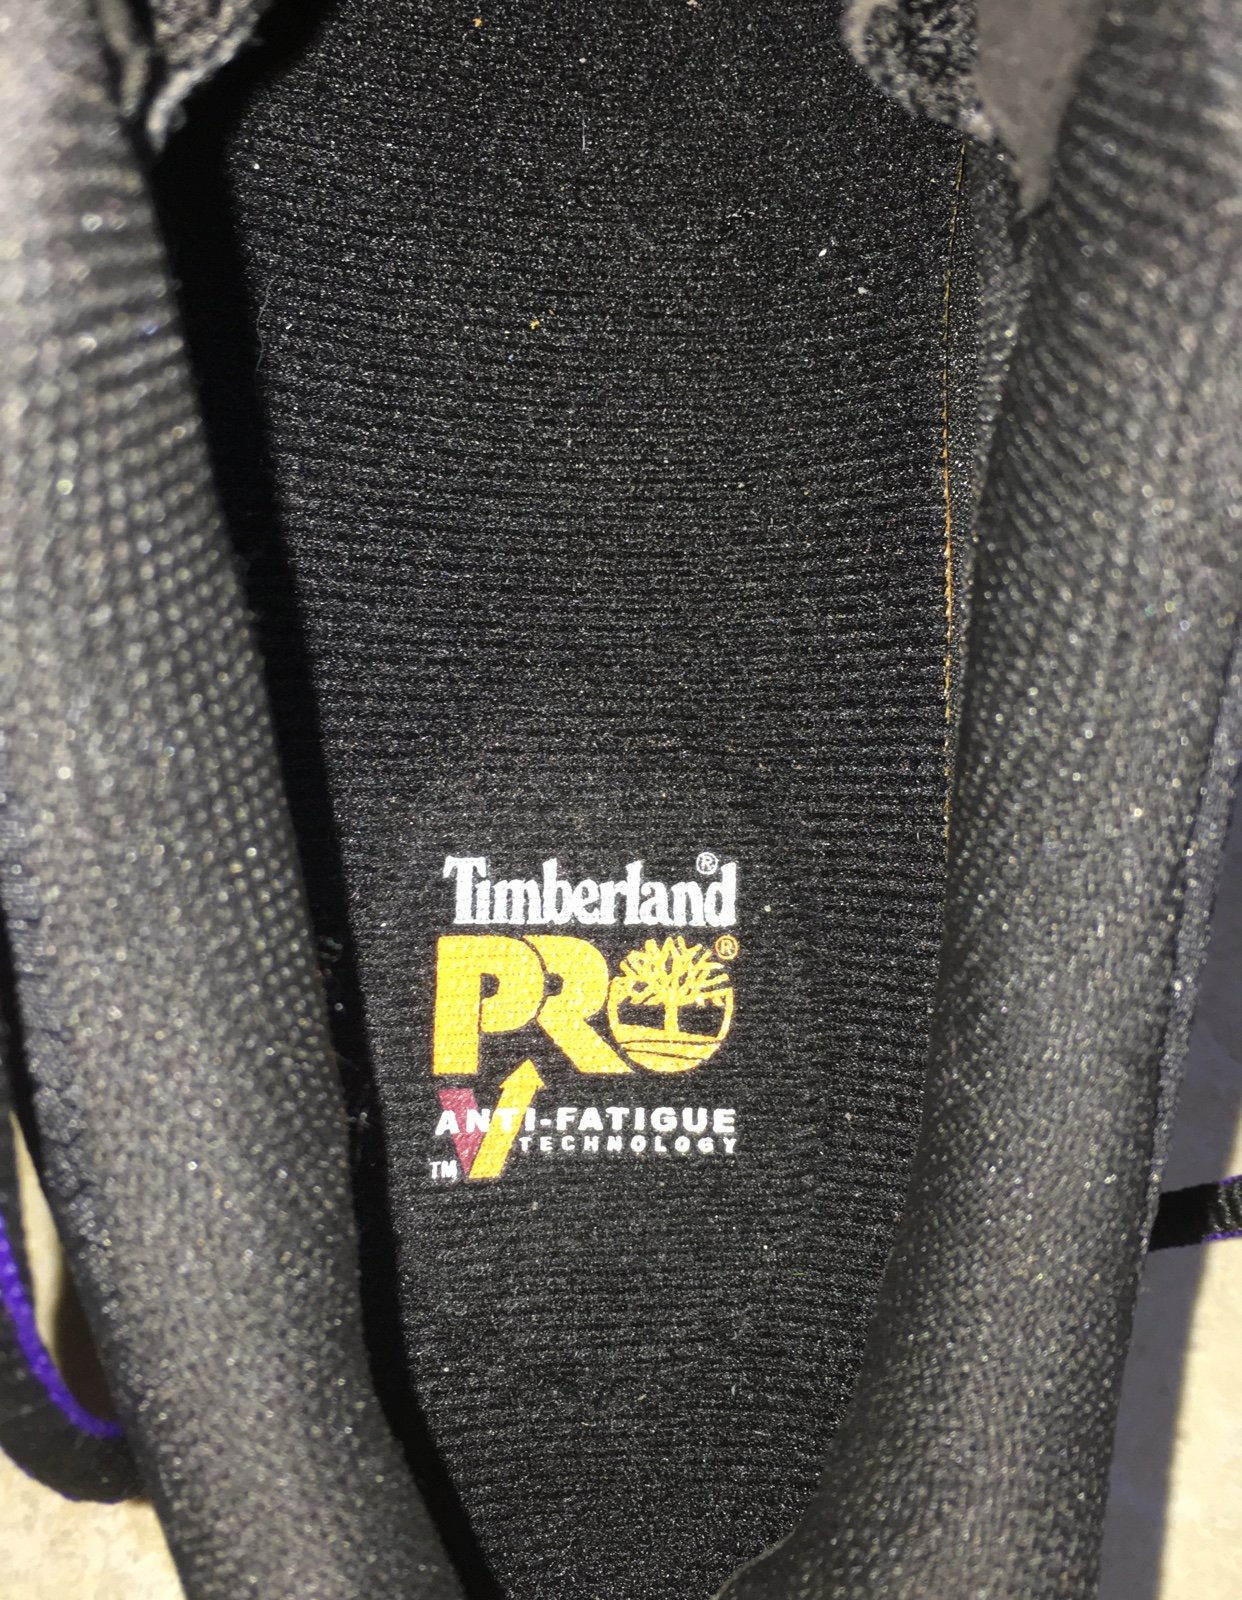 Timberland®
PRO®
ANTI-FATIGUE
TECHNOLOGY
TM